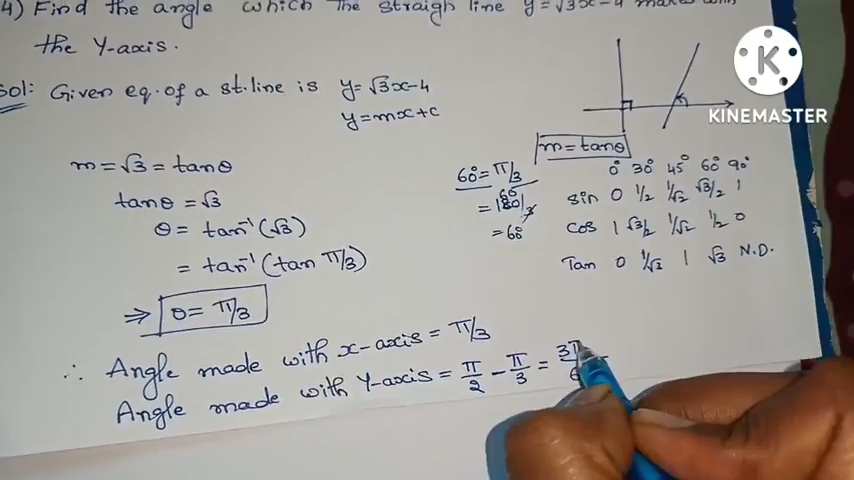 4) Find the angle which the straigh line y = √3x - 4 makes with
the Y-axis.
Sol: Given eq. of a st. line is y = √3x - 4
y = mx + c
KINEMASTER
m = tanθ
m = √3 = tanθ
tanθ = √3
θ = tan⁻¹(√3)
= tan⁻¹(tan π/3)
⇒ θ = π/3
60° = π/3
= 180/3
60
= 60°
0° 30° 45° 60° 90°
sin 0 1/2 1/√2 √3/2 1
cos 1 √3/2 1/√2 1/2 0
Tan 0 1/√3 1 √3 N.D.
∴ Angle made with x-axis = π/3
Angle made with Y-axis = π/2 - π/3 = 3π